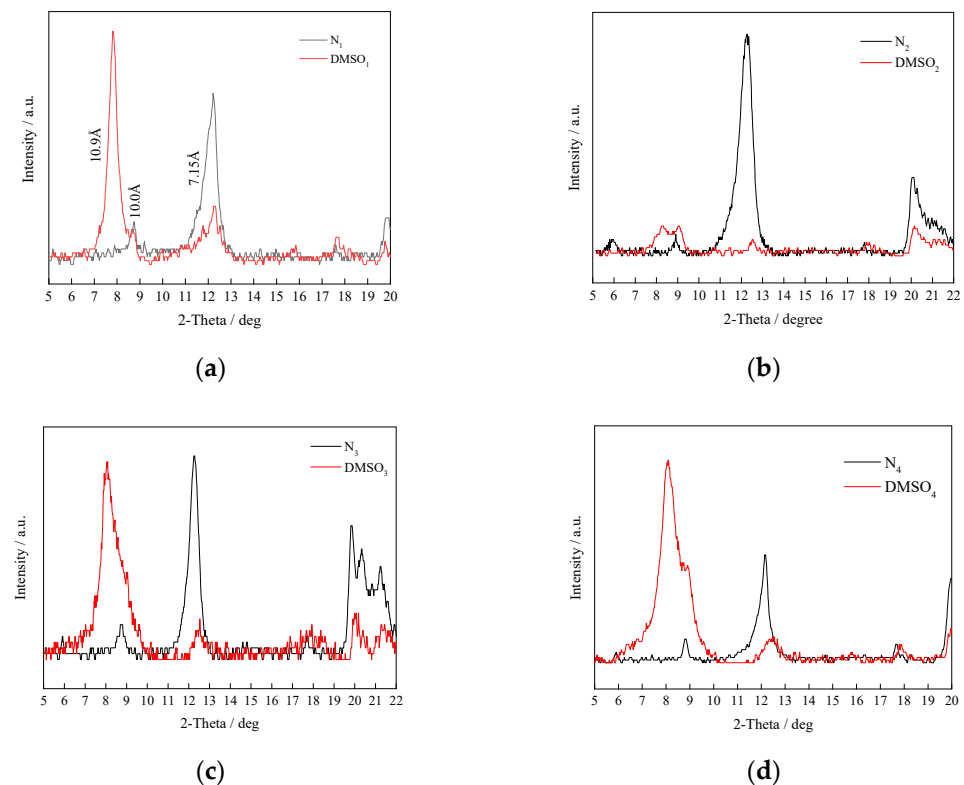 N₁
DMSO₁
10.9Å
10.0Å
7.15Å
Intensity / a.u.
5 6 7 8 9 10 11 12 13 14 15 16 17 18 19 20
2-Theta / deg
(a)
N₂
DMSO₂
Intensity / a.u.
5 6 7 8 9 10 11 12 13 14 15 16 17 18 19 20 21 22
2-Theta / degree
(b)
N₃
DMSO₃
Intensity / a.u.
5 6 7 8 9 10 11 12 13 14 15 16 17 18 19 20 21 22
2-Theta / deg
(c)
N₄
DMSO₄
Intensity / a.u.
5 6 7 8 9 10 11 12 13 14 15 16 17 18 19 20
2-Theta / deg
(d)